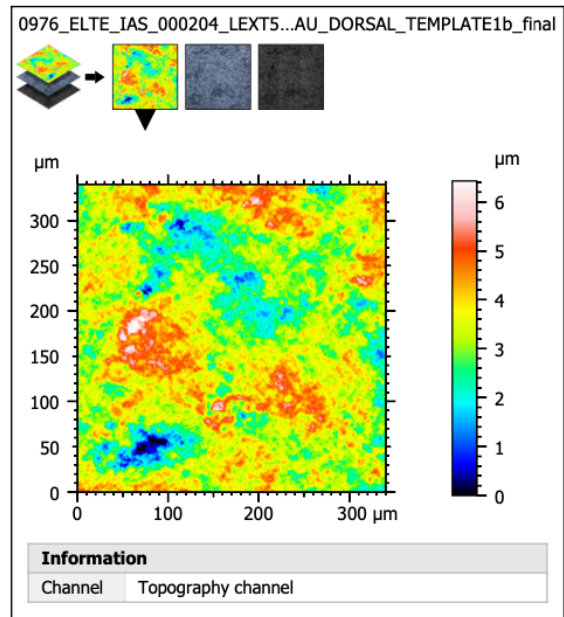 0976_ELTE_IAS_000204_LEXT5...AU_DORSAL_TEMPLATE1b_final
µm
µm
300
250
200
150
100
50
0
0 100 200 300 µm
6
5
4
3
2
1
0
Information
Channel Topography channel